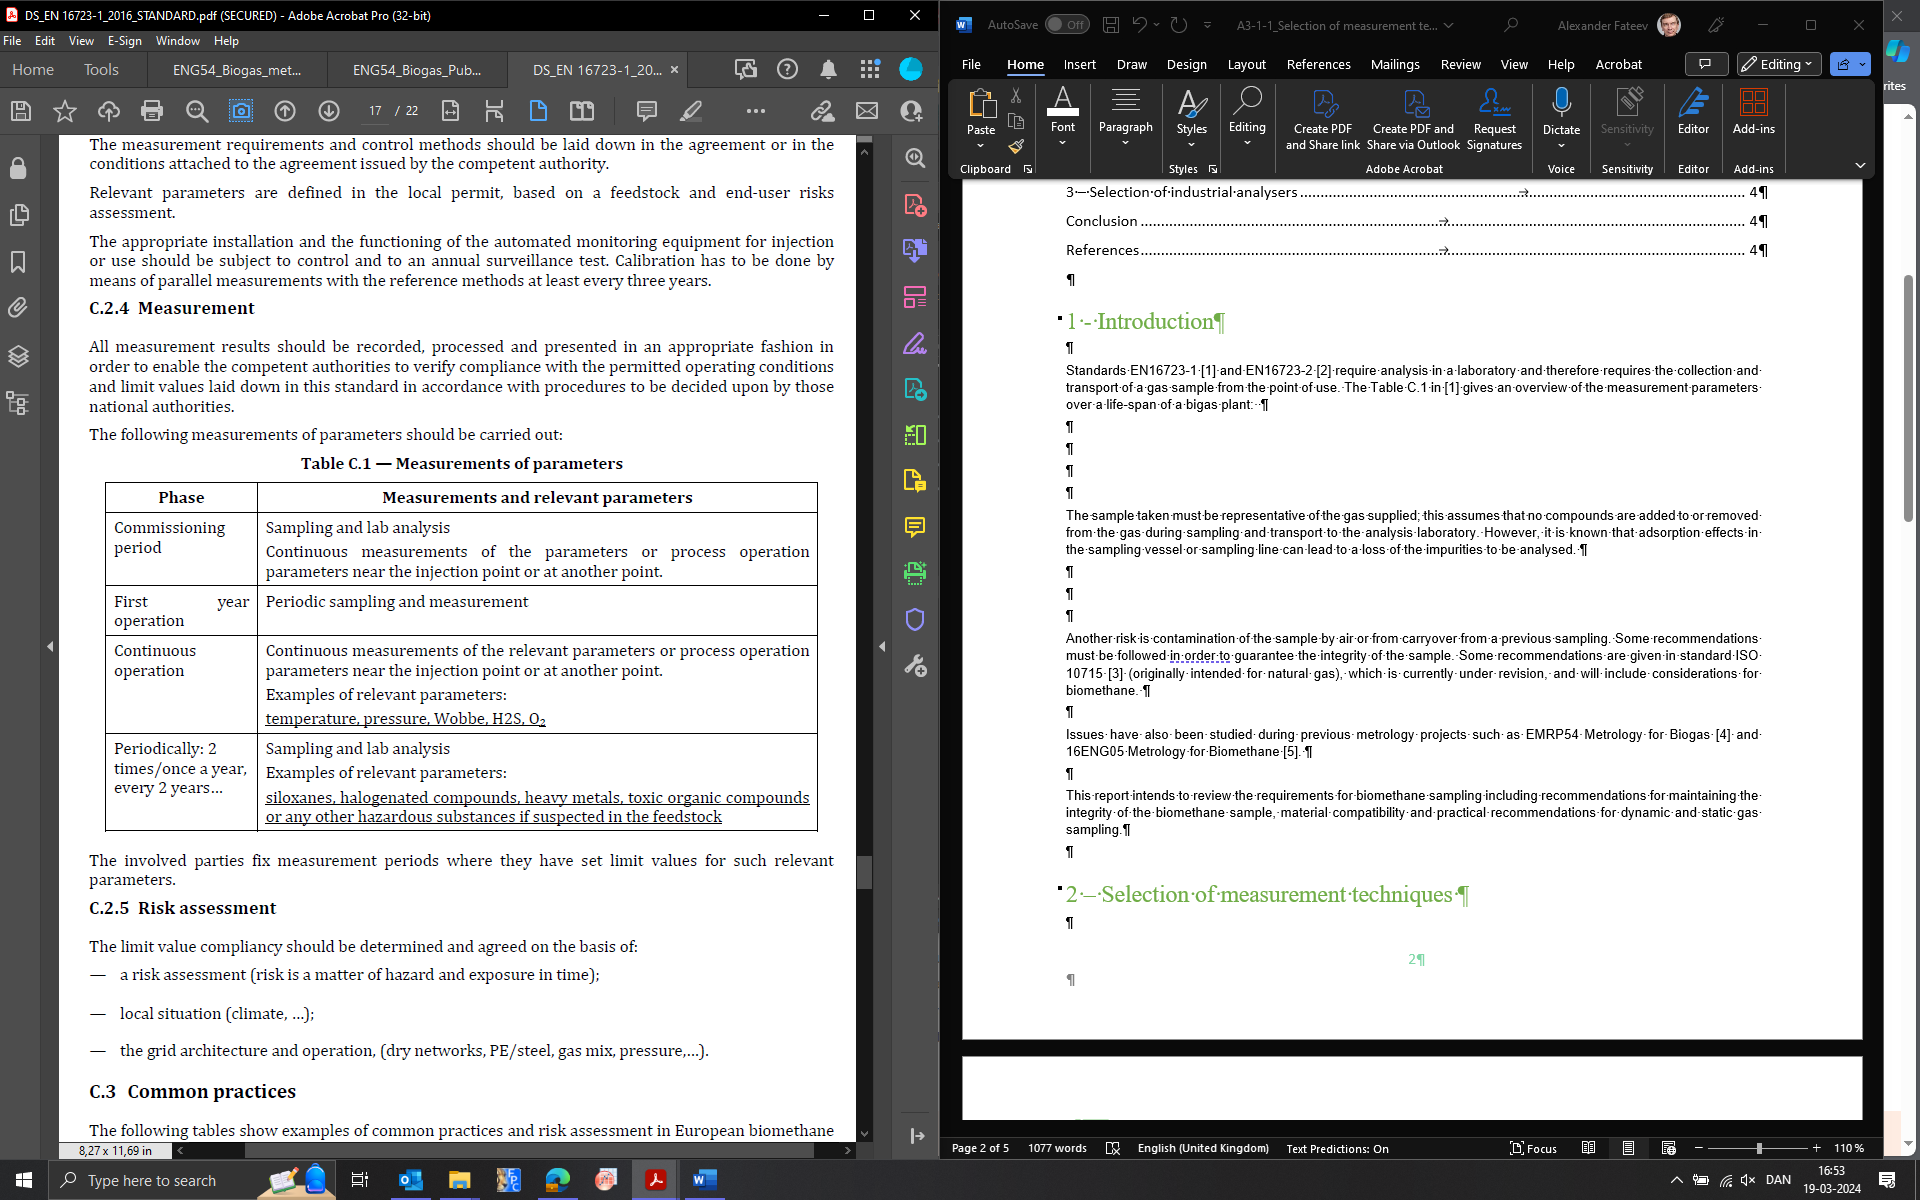 DS_EN 16723-1_2016_STANDARD.pdf (SECURED) - Adobe Acrobat Pro (32-bit)
File Edit View E-Sign Window Help
Home Tools ENG54_Biogas_met... ENG54_Biogas_Pub... DS_EN 16723-1_20... ×
17 / 22
The measurement requirements and control methods should be laid down in the agreement or in the
conditions attached to the agreement issued by the competent authority.
Relevant parameters are defined in the local permit, based on a feedstock and end-user risks
assessment.
The appropriate installation and the functioning of the automated monitoring equipment for injection
or use should be subject to control and to an annual surveillance test. Calibration has to be done by
means of parallel measurements with the reference methods at least every three years.
C.2.4 Measurement
All measurement results should be recorded, processed and presented in an appropriate fashion in
order to enable the competent authorities to verify compliance with the permitted operating conditions
and limit values laid down in this standard in accordance with procedures to be decided upon by those
national authorities.
The following measurements of parameters should be carried out:
Table C.1 — Measurements of parameters
Phase Measurements and relevant parameters
Commissioning
period
Sampling and lab analysis
Continuous measurements of the parameters or process operation
parameters near the injection point or at another point.
First year
operation
Periodic sampling and measurement
Continuous
operation
Continuous measurements of the relevant parameters or process operation
parameters near the injection point or at another point.
Examples of relevant parameters:
temperature, pressure, Wobbe, H2S, O₂
Periodically: 2
times/once a year,
every 2 years...
Sampling and lab analysis
Examples of relevant parameters:
siloxanes, halogenated compounds, heavy metals, toxic organic compounds
or any other hazardous substances if suspected in the feedstock
The involved parties fix measurement periods where they have set limit values for such relevant
parameters.
C.2.5 Risk assessment
The limit value compliancy should be determined and agreed on the basis of:
— a risk assessment (risk is a matter of hazard and exposure in time);
— local situation (climate, ...);
— the grid architecture and operation, (dry networks, PE/steel, gas mix, pressure,...).
C.3 Common practices
The following tables show examples of common practices and risk assessment in European biomethane
8,27 x 11,69 in
AutoSave Off A3-1-1_Selection of measurement te... Alexander Fateev
File Home Insert Draw Design Layout References Mailings Review View Help Acrobat Editing
Paste Font Paragraph Styles Editing Create PDF
and Share link Create PDF and
Share via Outlook Request
Signatures Dictate Sensitivity Editor Add-ins
Clipboard Styles Adobe Acrobat Voice Sensitivity Editor Add-ins
rites
3·–·Selection·of·industrial·analysers → 4¶
Conclusion → 4¶
References → 4¶
¶
1·-·Introduction¶
¶
Standards·EN16723-1·[1]·and·EN16723-2·[2]·require·analysis·in·a·laboratory·and·therefore·requires·the·collection·and·
transport·of·a·gas·sample·from·the·point·of·use.··The·Table·C.1·in·[1]·gives·an·overview·of·the·measurement·parameters·
over·a·life-span·of·a·bigas·plant:··¶
¶
¶
¶
¶
The·sample·taken·must·be·representative·of·the·gas·supplied;·this·assumes·that·no·compounds·are·added·to·or·removed·
from·the·gas·during·sampling·and·transport·to·the·analysis·laboratory.··However,·it·is·known·that·adsorption·effects·in·
the·sampling·vessel·or·sampling·line·can·lead·to·a·loss·of·the·impurities·to·be·analysed.·¶
¶
¶
¶
Another·risk·is·contamination·of·the·sample·by·air·or·from·carryover·from·a·previous·sampling.··Some·recommendations·
must·be·followed·in·order·to·guarantee·the·integrity·of·the·sample.··Some·recommendations·are·given·in·standard·ISO·
10715·[3]·(originally·intended·for·natural·gas),·which·is·currently·under·revision,·and·will·include·considerations·for·
biomethane.·¶
¶
Issues·have·also·been·studied·during·previous·metrology·projects·such·as·EMRP54·Metrology·for·Biogas·[4]·and·
16ENG05·Metrology·for·Biomethane·[5].·¶
¶
This·report·intends·to·review·the·requirements·for·biomethane·sampling·including·recommendations·for·maintaining·the·
integrity·of·the·biomethane·sample,·material·compatibility·and·practical·recommendations·for·dynamic·and·static·gas·
sampling.¶
¶
2·–·Selection·of·measurement·techniques·¶
¶
2¶
¶
Page 2 of 5 1077 words English (United Kingdom) Text Predictions: On Focus 110 %
Type here to search DAN 16:53
19-03-2024